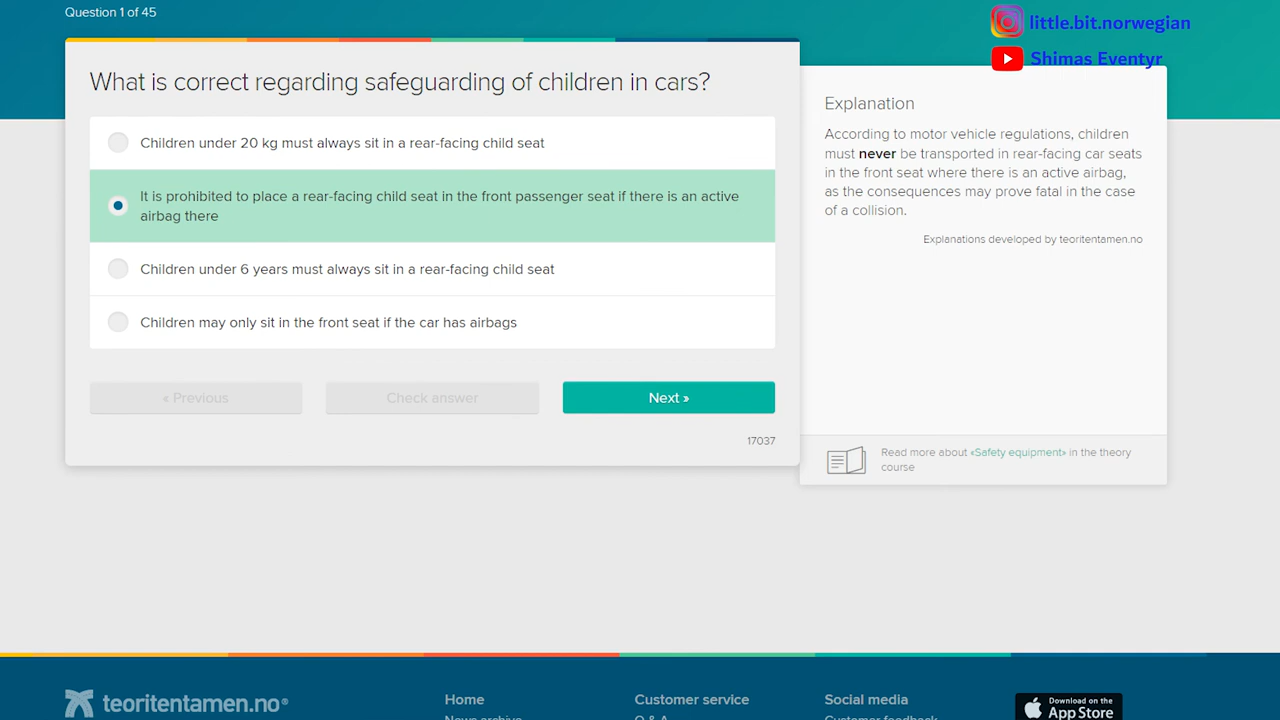 Question 1 of 45
little.bit.norwegian
Shimas Eventyr
What is correct regarding safeguarding of children in cars?
Children under 20 kg must always sit in a rear-facing child seat
It is prohibited to place a rear-facing child seat in the front passenger seat if there is an active
airbag there
Children under 6 years must always sit in a rear-facing child seat
Children may only sit in the front seat if the car has airbags
« Previous
Check answer
Next »
17037
Explanation
According to motor vehicle regulations, children
must never be transported in rear-facing car seats
in the front seat where there is an active airbag,
as the consequences may prove fatal in the case
of a collision.
Explanations developed by teoritentamen.no
Read more about «Safety equipment» in the theory
course
teoritentamen.no®
Home
News archive
Customer service
Q & A
Social media
Customer feedback
Download on the
App Store